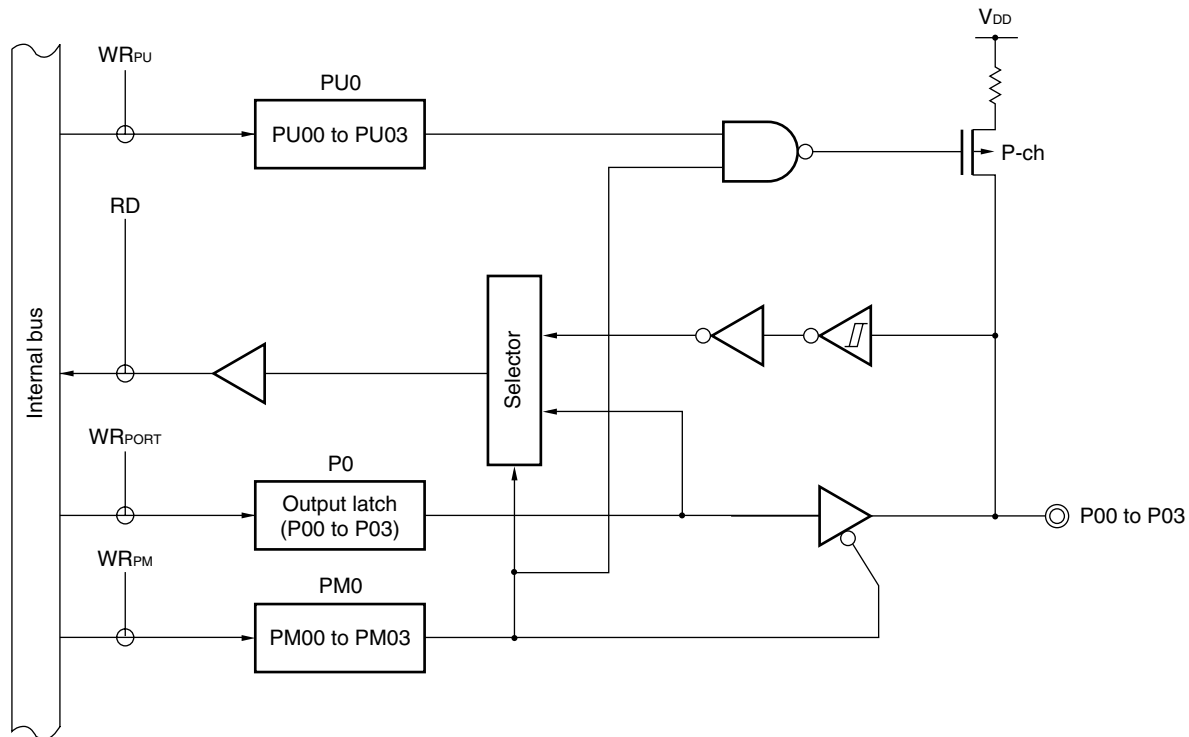 VDD
WRPU
PU0
PU00 to PU03
P-ch
RD
Internal bus
Selector
WRPORT
P0
Output latch
(P00 to P03)
P00 to P03
WRPM
PM0
PM00 to PM03